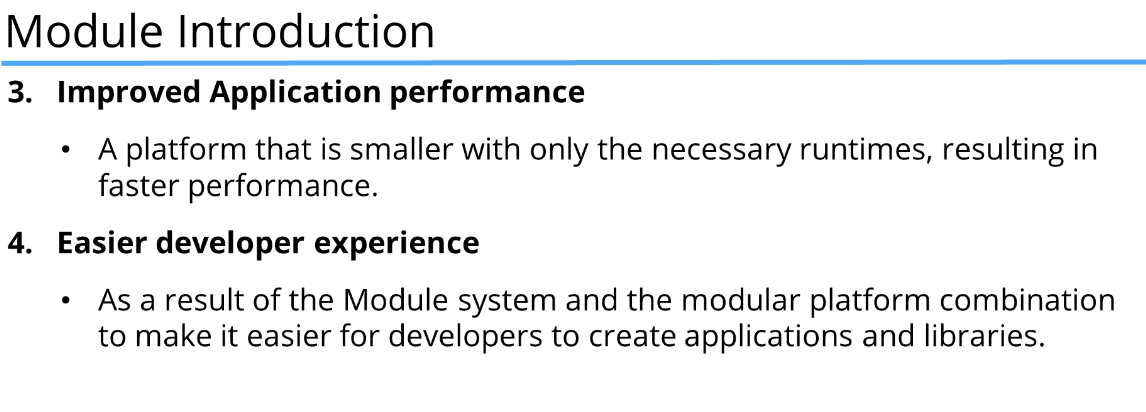 Module Introduction
3. Improved Application performance
• A platform that is smaller with only the necessary runtimes, resulting in
faster performance.
4. Easier developer experience
• As a result of the Module system and the modular platform combination
to make it easier for developers to create applications and libraries.